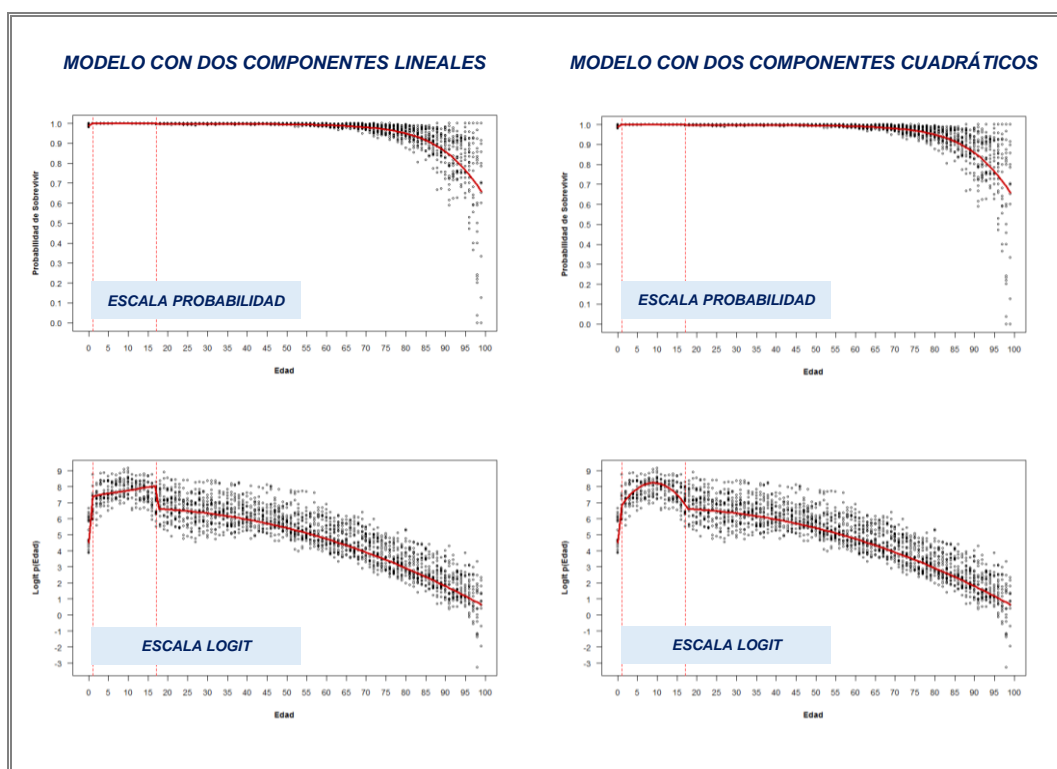 MODELO CON DOS COMPONENTES LINEALES
MODELO CON DOS COMPONENTES CUADRÁTICOS
Probabilidad de Sobrevivir
1.0
0.9
0.8
0.7
0.6
0.5
0.4
0.3
0.2
0.1
0.0
ESCALA PROBABILIDAD
0 5 10 15 20 25 30 35 40 45 50 55 60 65 70 75 80 85 90 95 100
Edad
Probabilidad de Sobrevivir
1.0
0.9
0.8
0.7
0.6
0.5
0.4
0.3
0.2
0.1
0.0
ESCALA PROBABILIDAD
0 5 10 15 20 25 30 35 40 45 50 55 60 65 70 75 80 85 90 95 100
Edad
Logit p(Edad)
9
8
7
6
5
4
3
2
1
0
-1
-2
-3
ESCALA LOGIT
0 5 10 15 20 25 30 35 40 45 50 55 60 65 70 75 80 85 90 95 100
Edad
Logit p(Edad)
9
8
7
6
5
4
3
2
1
0
-1
-2
-3
ESCALA LOGIT
0 5 10 15 20 25 30 35 40 45 50 55 60 65 70 75 80 85 90 95 100
Edad